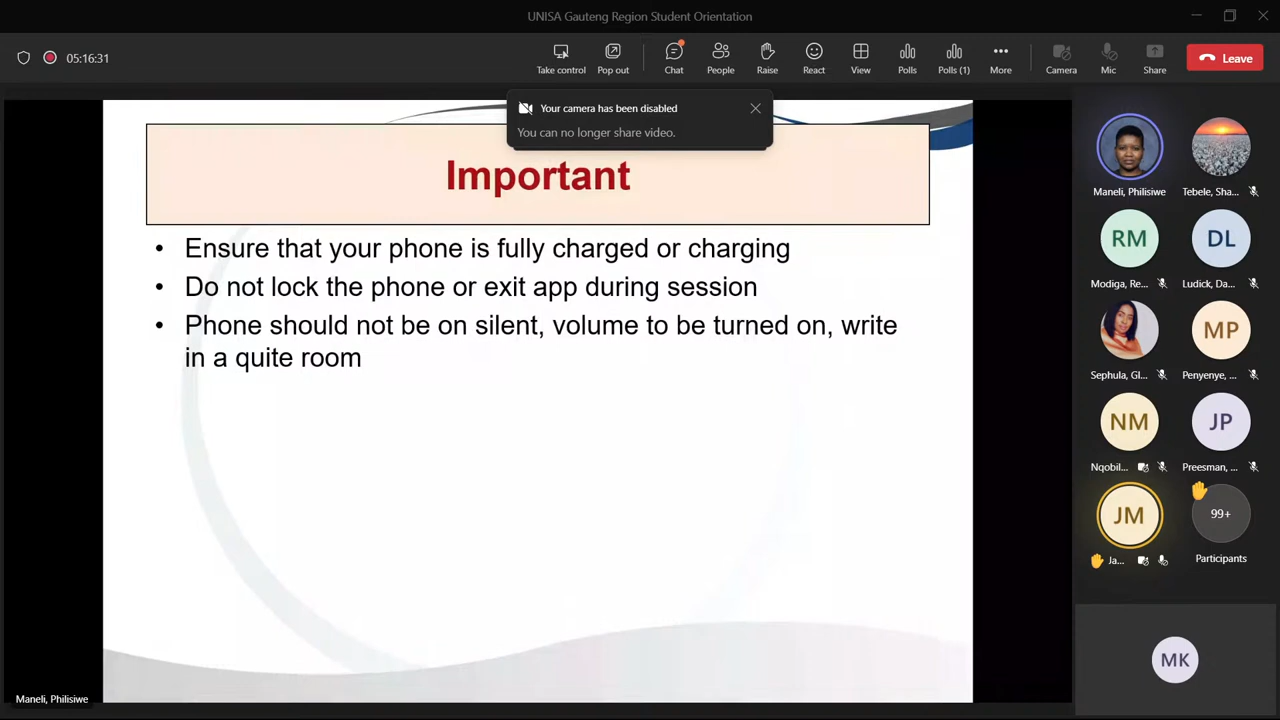 UNISA Gauteng Region Student Orientation
05:16:31
Take control
Pop out
Chat
People
Raise
React
View
Polls
Polls (1)
More
Camera
Mic
Share
Leave
Your camera has been disabled
You can no longer share video.
Important
• Ensure that your phone is fully charged or charging
• Do not lock the phone or exit app during session
• Phone should not be on silent, volume to be turned on, write
in a quite room
Maneli, Philisiwe
Tebele, Sha...
RM
DL
Modiga, Re...
Ludick, Da...
MP
Sephula, Gl...
Penyenye, ...
NM
JP
Nqobil...
Preesman, ...
JM
99+
Ja...
Participants
MK
Maneli, Philisiwe